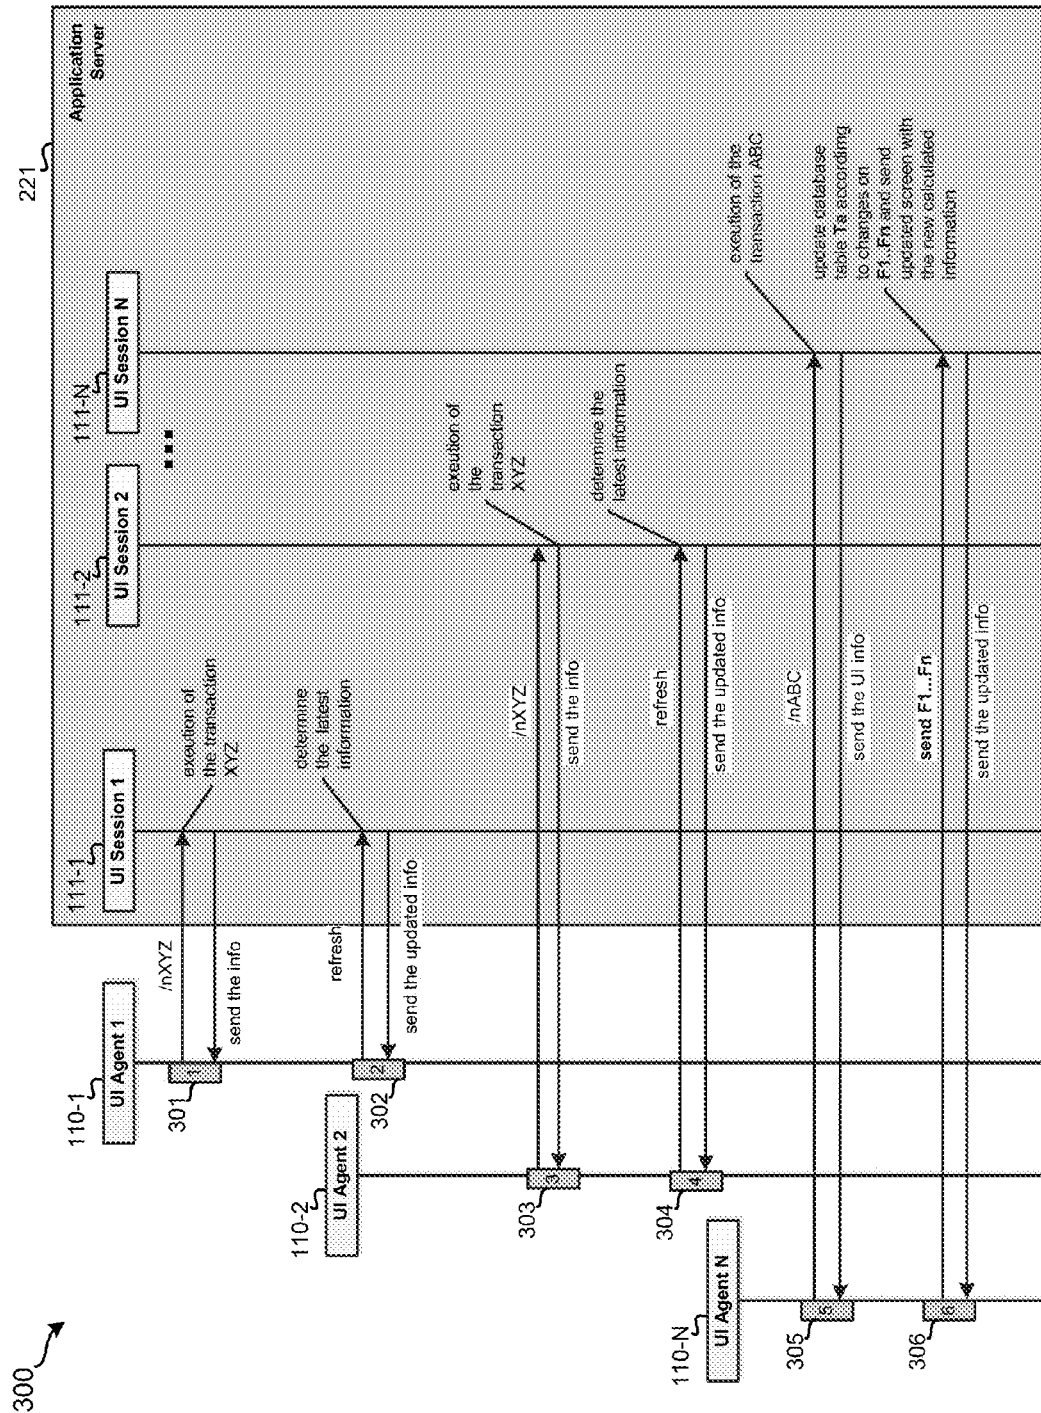 300
221
Application
Server
110-N
UI Agent N
110-2
UI Agent 2
110-1
UI Agent 1
111-1
UI Session 1
111-2
UI Session 2
111-N
UI Session N
301
1
/nXYZ
send the info
exeution of
the transaction
XYZ
302
2
refresh
send the updated info
determine
the latest
information
303
3
/nXYZ
send the info
exeution of
the
transaction
XYZ
304
4
refresh
send the updated info
determine the
latest information
305
5
/nABC
send the UI info
exeution of the
transaction ABC
306
6
send F1...Fn
send the updated info
update database
table Ta accordimg
to changes on
F1..Fn and send
updated screen with
the new calculated
information